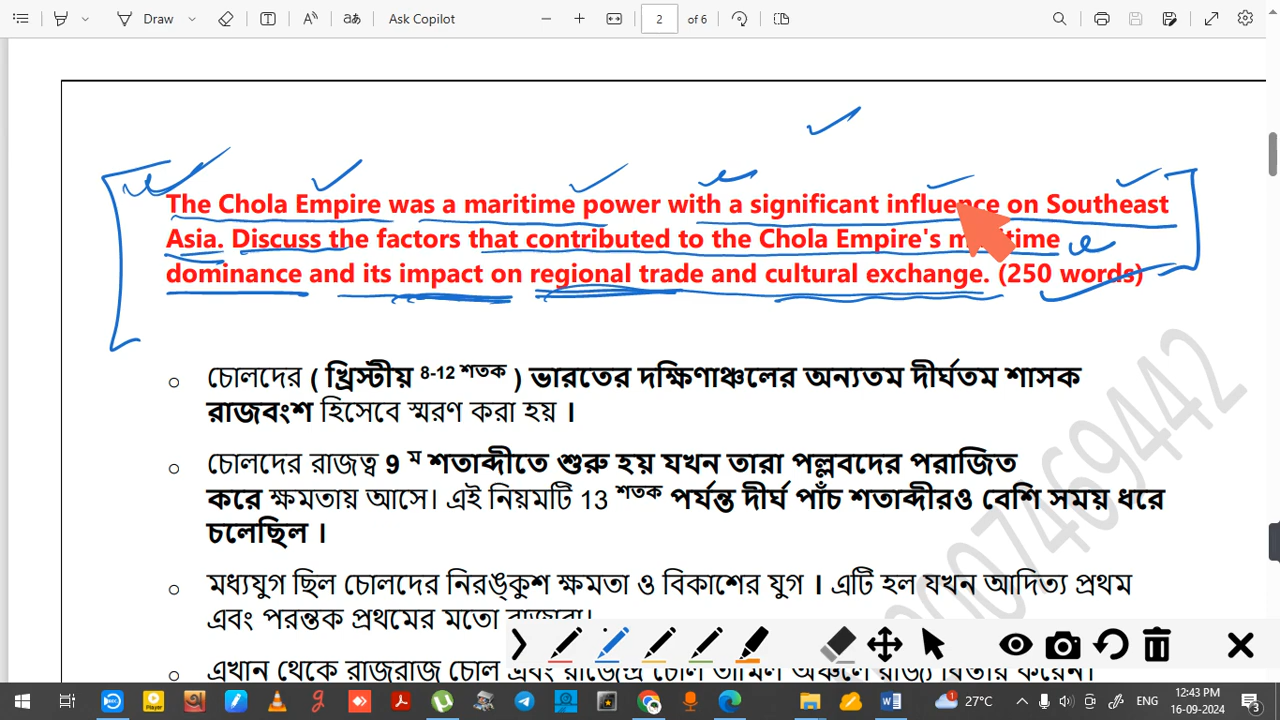 Draw
Ask Copilot
2 of 6
The Chola Empire was a maritime power with a significant influence on Southeast
Asia. Discuss the factors that contributed to the Chola Empire's maritime
dominance and its impact on regional trade and cultural exchange. (250 words)
চোলদের ( খ্রিস্টীয় 8-12 শতক ) ভারতের দক্ষিণাঞ্চলের অন্যতম দীর্ঘতম শাসক
রাজবংশ হিসেবে স্মরণ করা হয় ।
চোলদের রাজত্ব 9 ম শতাব্দীতে শুরু হয় যখন তারা পল্লবদের পরাজিত
করে ক্ষমতায় আসে। এই নিয়মটি 13 শতক পর্যন্ত দীর্ঘ পাঁচ শতাব্দীরও বেশি সময় ধরে
চলেছিল ।
মধ্যযুগ ছিল চোলদের নিরঙ্কুশ ক্ষমতা ও বিকাশের যুগ । এটি হল যখন আদিত্য প্রথম
এবং পরন্তক প্রথমের মতো রাজারা।
এখান থেকে রাজরাজ চোল এবং রাজেন্দ্র চোল তামিল অঞ্চলে রাজ্য বিস্তার করেন।
27°C
ENG
12:43 PM
16-09-2024